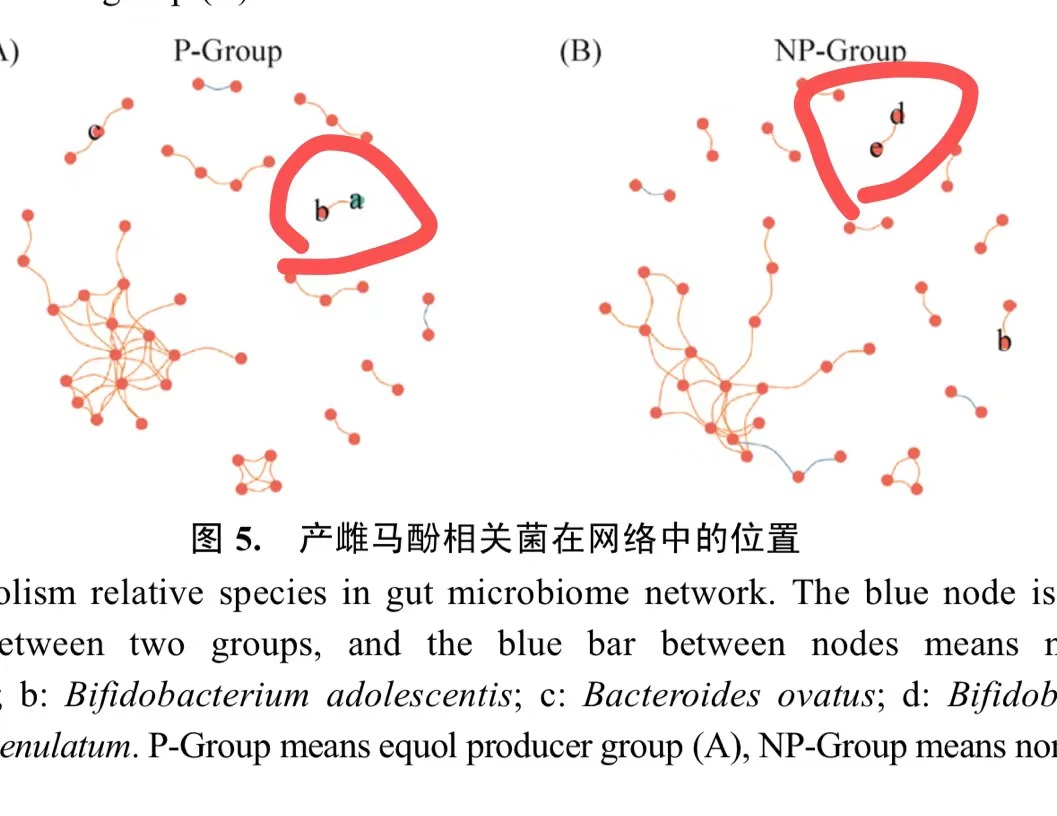 P-Group
(B)
NP-Group
c
d
e
b a
b
图 5. 产雌马酚相关菌在网络中的位置
olism relative species in gut microbiome network. The blue node is
etween two groups, and the blue bar between nodes means
; b: Bifidobacterium adolescentis; c: Bacteroides ovatus; d: Bifidob
enulatum. P-Group means equol producer group (A), NP-Group means non